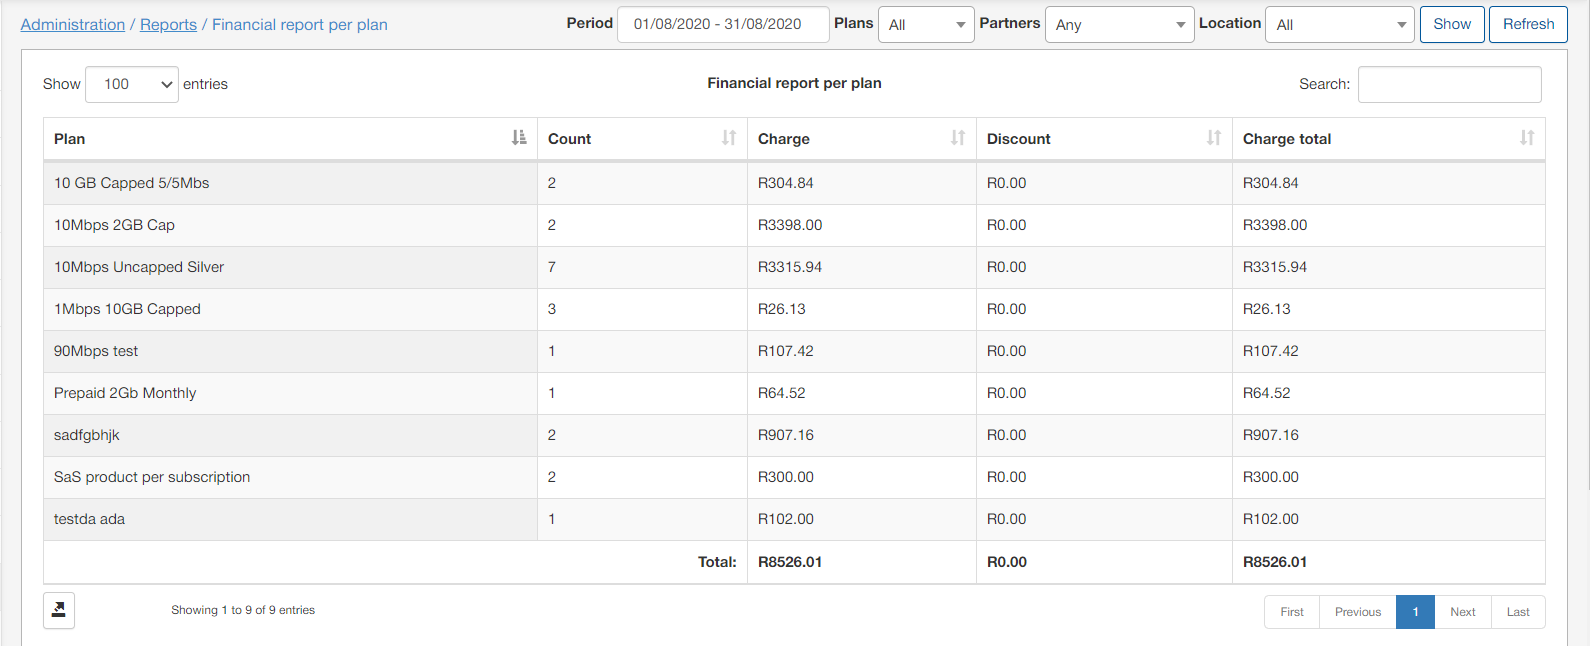 Administration / Reports / Financial report per plan Period 01/08/2020 - 31/08/2020 Plans All Partners Any Location All Show Refresh
Show 100 entries Financial report per plan Search:
Plan Count Charge Discount Charge total
10 GB Capped 5/5Mbs 2 R304.84 R0.00 R304.84
10Mbps 2GB Cap 2 R3398.00 R0.00 R3398.00
10Mbps Uncapped Silver 7 R3315.94 R0.00 R3315.94
1Mbps 10GB Capped 3 R26.13 R0.00 R26.13
90Mbps test 1 R107.42 R0.00 R107.42
Prepaid 2Gb Monthly 1 R64.52 R0.00 R64.52
sadfgbhjk 2 R907.16 R0.00 R907.16
SaS product per subscription 2 R300.00 R0.00 R300.00
testda ada 1 R102.00 R0.00 R102.00
Total: R8526.01 R0.00 R8526.01
Showing 1 to 9 of 9 entries First Previous 1 Next Last